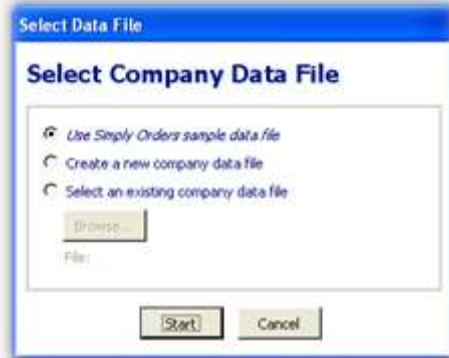 Select Data File
Select Company Data File
Use Simply Orders sample data file
Create a new company data file
Select an existing company data file
Browse...
File:
Start
Cancel